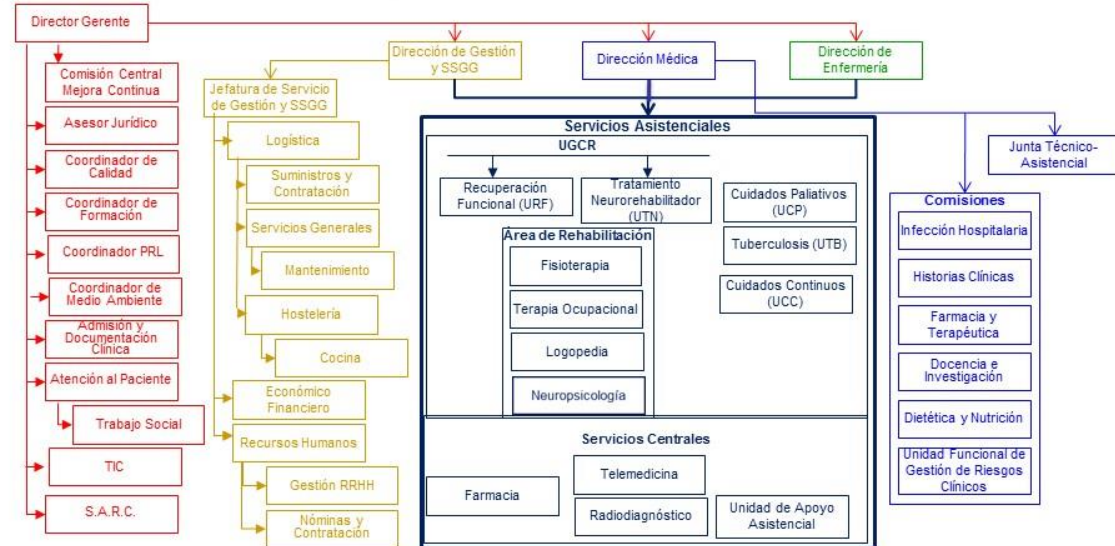 Director Gerente
Comisión Central
Mejora Continua
Asesor Jurídico
Coordinador de
Calidad
Coordinador de
Formación
Coordinador PRL
Coordinador de
Medio Ambiente
Admisión y
Documentación
Clínica
Atención al Paciente
Trabajo Social
TIC
S.A.R.C.
Dirección de Gestión
y SSGG
Jefatura de Servicio
de Gestión y SSGG
Logística
Suministros y
Contratación
Servicios Generales
Mantenimiento
Hostelería
Cocina
Económico
Financiero
Recursos Humanos
Gestión RRHH
Nóminas y
Contratación
Dirección Médica
Dirección de
Enfermería
Servicios Asistenciales
UGCR
Recuperación
Funcional (URF)
Tratamiento
Neurorehabilitador
(UTN)
Área de Rehabilitación
Fisioterapia
Terapia Ocupacional
Logopedia
Neuropsicología
Cuidados Paliativos
(UCP)
Tuberculosis (UTB)
Cuidados Continuos
(UCC)
Servicios Centrales
Farmacia
Telemedicina
Radiodiagnóstico
Unidad de Apoyo
Asistencial
Junta Técnico-
Asistencial
Comisiones
Infección Hospitalaria
Historias Clínicas
Farmacia y
Terapéutica
Docencia e
Investigación
Dietética y Nutrición
Unidad Funcional de
Gestión de Riesgos
Clínicos